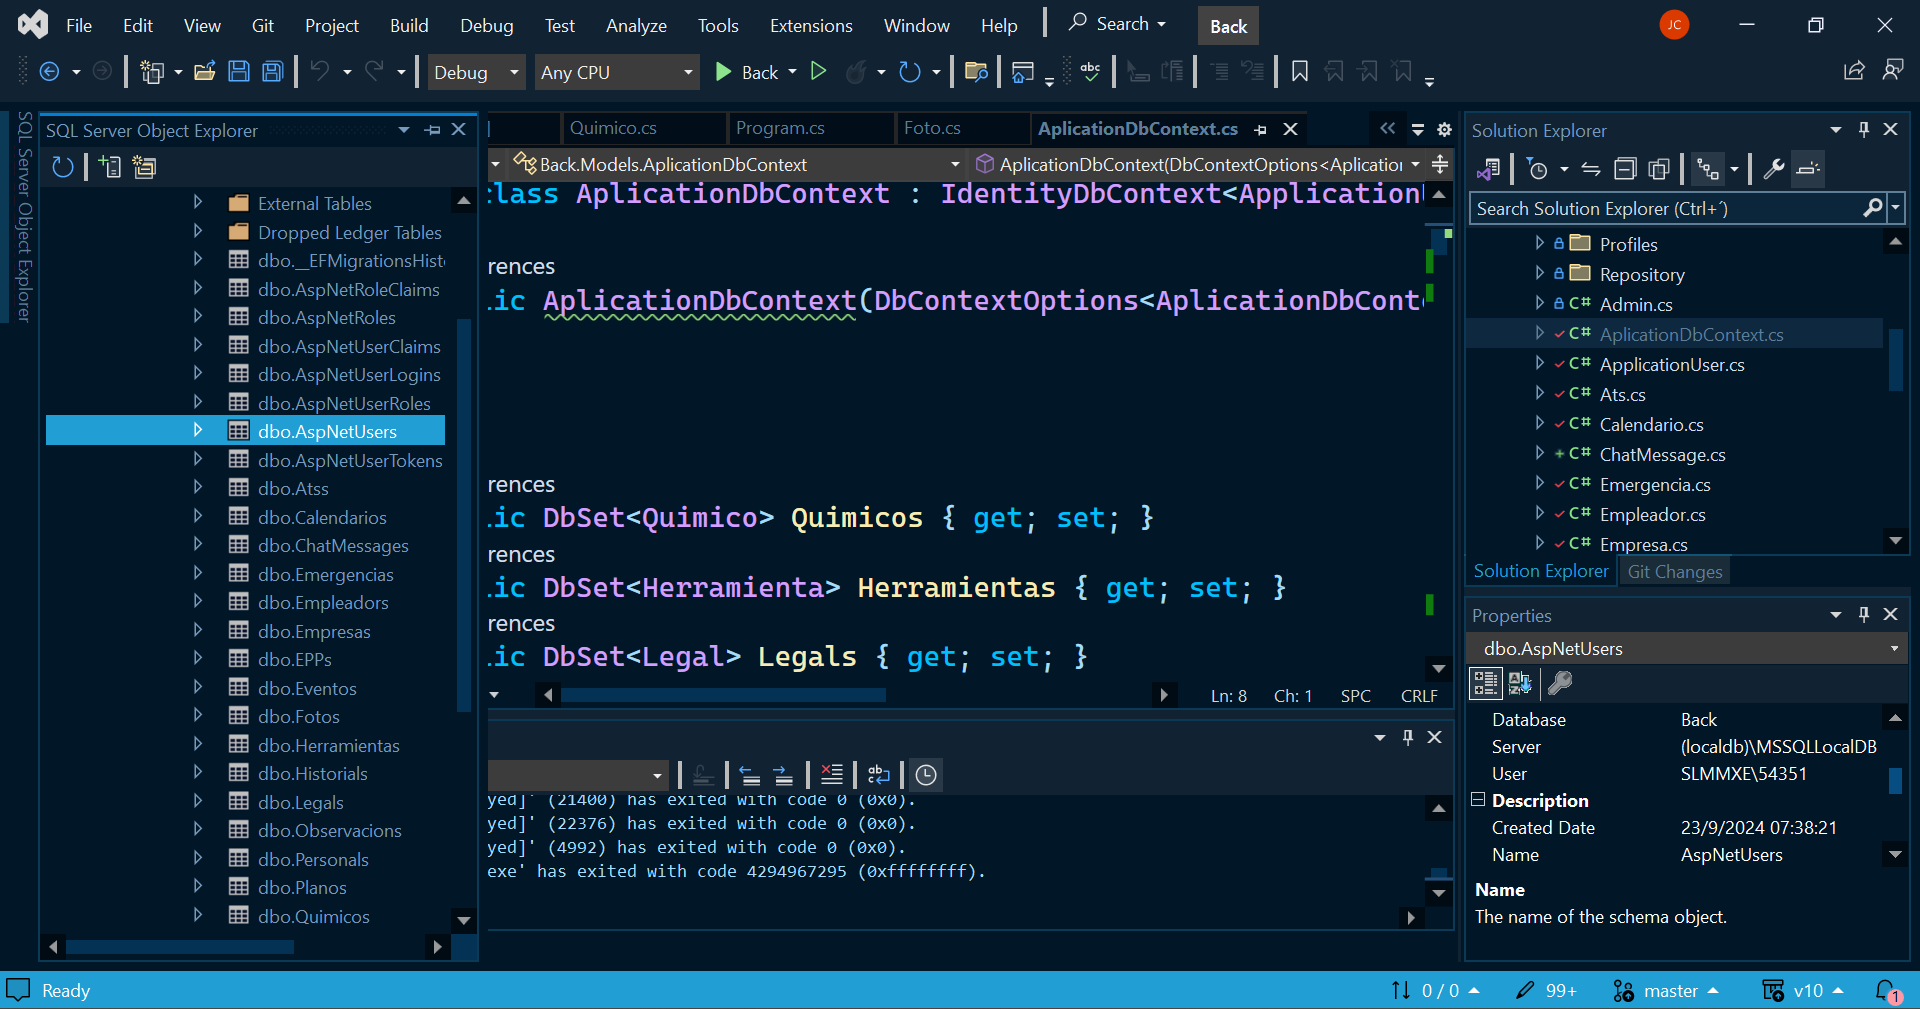 File Edit View Git Project Build Debug Test Analyze Tools Extensions Window Help Search Back JC
Debug Any CPU Back abc
SQL Server Object Explorer
SQL Server Object Explorer
External Tables
Dropped Ledger Tables
dbo.__EFMigrationsHist
dbo.AspNetRoleClaims
dbo.AspNetRoles
dbo.AspNetUserClaims
dbo.AspNetUserLogins
dbo.AspNetUserRoles
dbo.AspNetUsers
dbo.AspNetUserTokens
dbo.Atss
dbo.Calendarios
dbo.ChatMessages
dbo.Emergencias
dbo.Empleadors
dbo.Empresas
dbo.EPPs
dbo.Eventos
dbo.Fotos
dbo.Herramientas
dbo.Historials
dbo.Legals
dbo.Observacions
dbo.Personals
dbo.Planos
dbo.Quimicos
Quimico.cs Program.cs Foto.cs AplicationDbContext.cs
Back.Models.AplicationDbContext AplicationDbContext(DbContextOptions<Aplication
class AplicationDbContext : IdentityDbContext<Application
rences
lic AplicationDbContext(DbContextOptions<AplicationDbConte
rences
lic DbSet<Quimico> Quimicos { get; set; }
rences
lic DbSet<Herramienta> Herramientas { get; set; }
rences
lic DbSet<Legal> Legals { get; set; }
Ln: 8 Ch: 1 SPC CRLF
yed]' (21400) has exited with code 0 (0x0).
yed]' (22376) has exited with code 0 (0x0).
yed]' (4992) has exited with code 0 (0x0).
exe' has exited with code 4294967295 (0xffffffff).
Solution Explorer
Search Solution Explorer (Ctrl+´)
Profiles
Repository
C# Admin.cs
C# AplicationDbContext.cs
C# ApplicationUser.cs
C# Ats.cs
C# Calendario.cs
C# ChatMessage.cs
C# Emergencia.cs
C# Empleador.cs
C# Empresa.cs
Solution Explorer Git Changes
Properties
dbo.AspNetUsers
Database Back
Server (localdb)\MSSQLLocalDB
User SLMMXE\54351
Description
Created Date 23/9/2024 07:38:21
Name AspNetUsers
Name
The name of the schema object.
Ready 0 / 0 99+ master v10 1